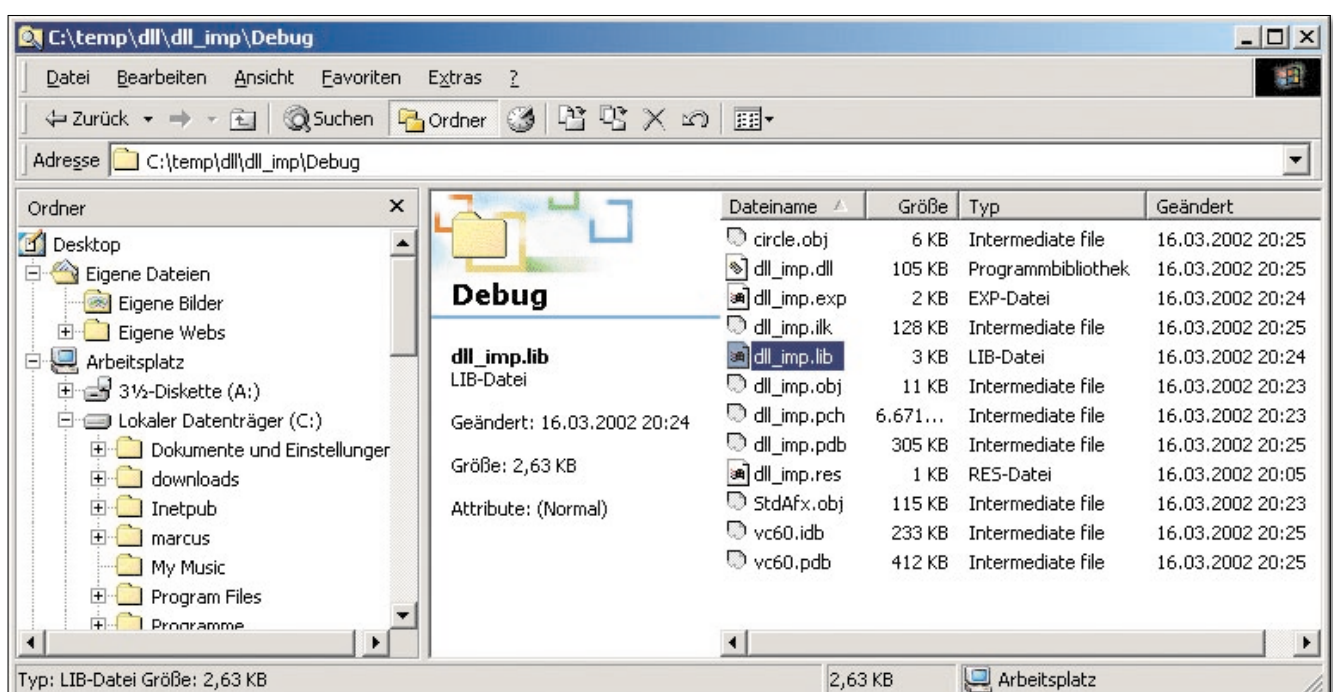 C:\temp\dll\dll_imp\Debug
Datei Bearbeiten Ansicht Favoriten Extras ?
Zurück Suchen Ordner
Adresse C:\temp\dll\dll_imp\Debug
Ordner
Desktop
Eigene Dateien
Eigene Bilder
Eigene Webs
Arbeitsplatz
3½-Diskette (A:)
Lokaler Datenträger (C:)
Dokumente und Einstellunger
downloads
Inetpub
marcus
My Music
Program Files
Programme
Debug
dll_imp.lib
LIB-Datei
Geändert: 16.03.2002 20:24
Größe: 2,63 KB
Attribute: (Normal)
Dateiname Größe Typ Geändert
circle.obj 6 KB Intermediate file 16.03.2002 20:25
dll_imp.dll 105 KB Programmbibliothek 16.03.2002 20:25
dll_imp.exp 2 KB EXP-Datei 16.03.2002 20:24
dll_imp.ilk 128 KB Intermediate file 16.03.2002 20:25
dll_imp.lib 3 KB LIB-Datei 16.03.2002 20:24
dll_imp.obj 11 KB Intermediate file 16.03.2002 20:23
dll_imp.pch 6.671... Intermediate file 16.03.2002 20:23
dll_imp.pdb 305 KB Intermediate file 16.03.2002 20:25
dll_imp.res 1 KB RES-Datei 16.03.2002 20:05
StdAfx.obj 115 KB Intermediate file 16.03.2002 20:23
vc60.idb 233 KB Intermediate file 16.03.2002 20:25
vc60.pdb 412 KB Intermediate file 16.03.2002 20:25
Typ: LIB-Datei Größe: 2,63 KB 2,63 KB Arbeitsplatz